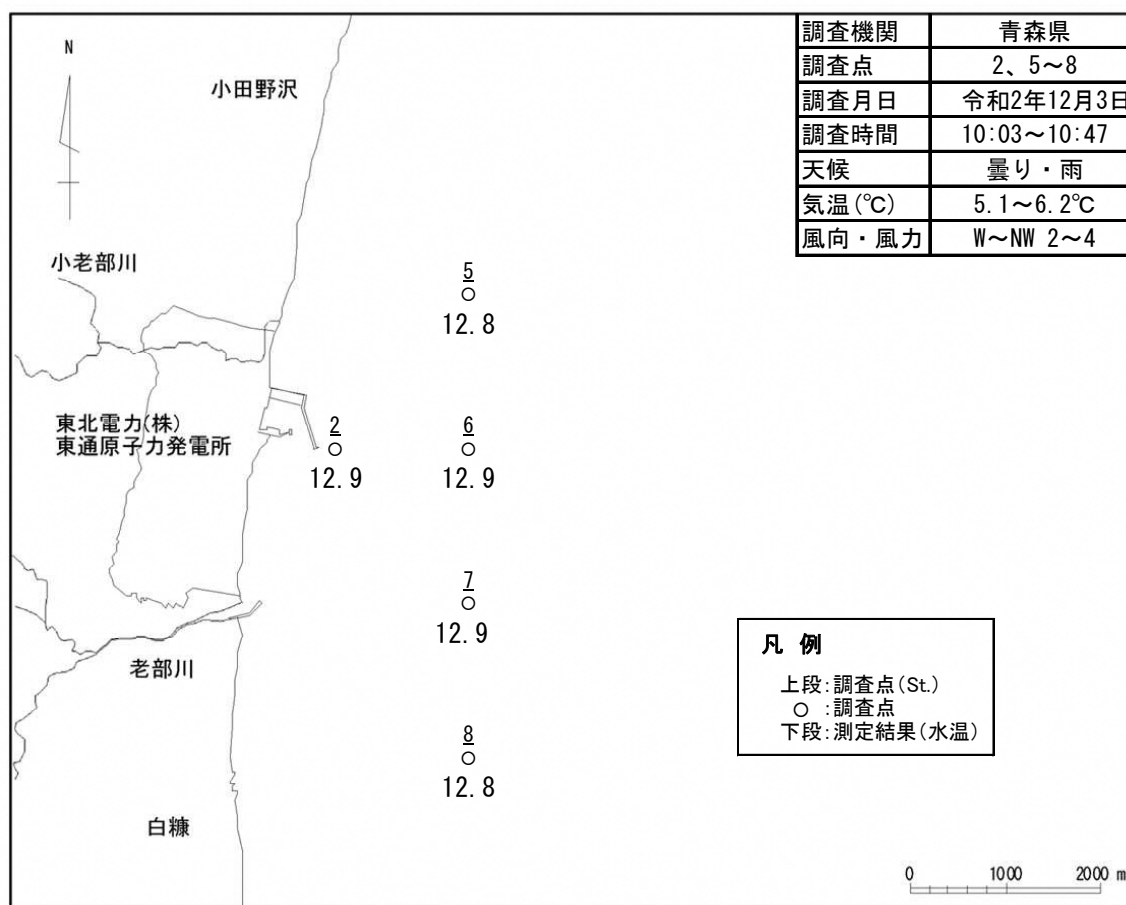 調査機関 青森県
調査点 2、5～8
調査月日 令和2年12月3日
調査時間 10:03～10:47
天候 曇り・雨
気温(℃) 5.1～6.2℃
風向・風力 W～NW 2～4
N
小田野沢
小老部川
5
12.8
東北電力(株)
東通原子力発電所
2
12.9
6
12.9
7
12.9
老部川
8
12.8
白糠
凡 例
上段:調査点(St.)
○ :調査点
下段:測定結果(水温)
0 1000 2000 m